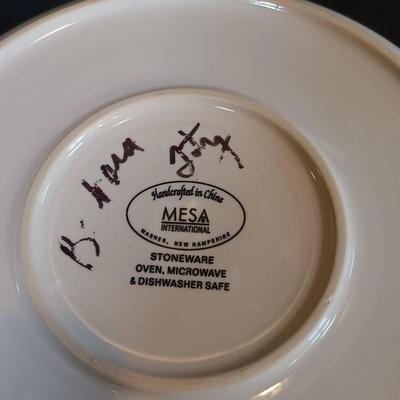 Handcrafted in China
MESA
INTERNATIONAL
WARNER, NEW HAMPSHIRE
STONEWARE
OVEN, MICROWAVE
& DISHWASHER SAFE